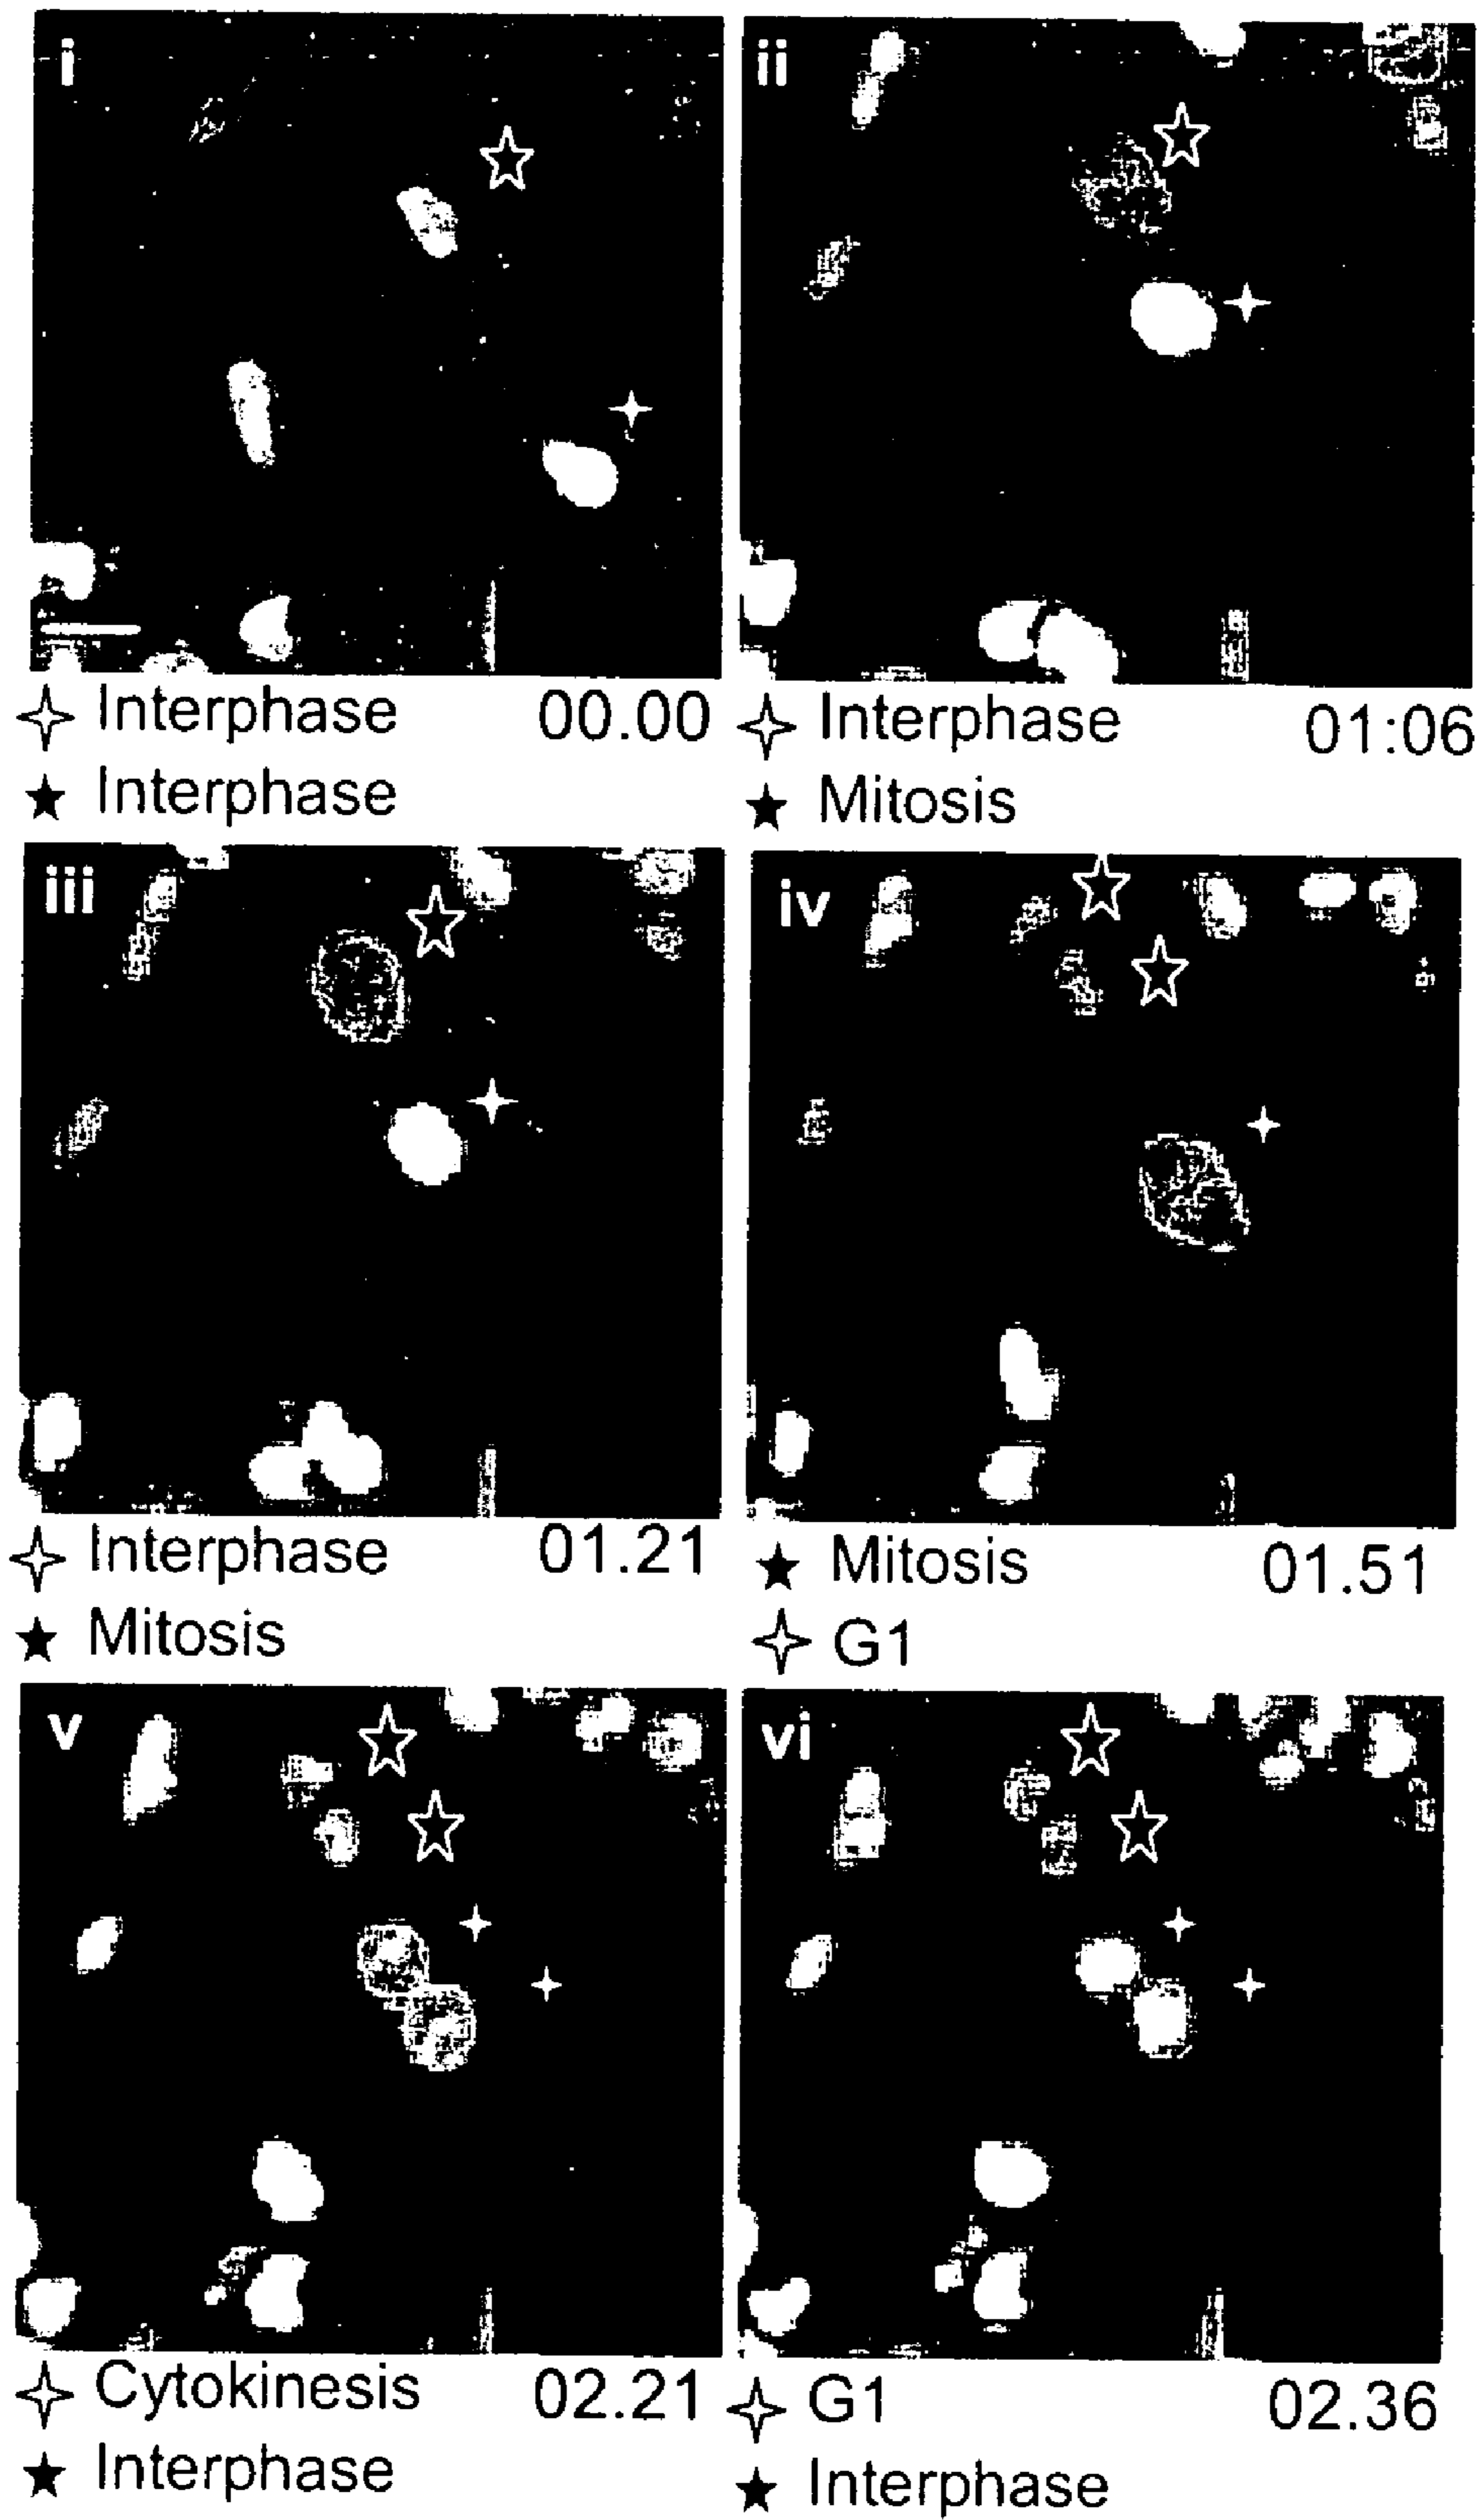 i
ii
Interphase 00.00
Interphase 01:06
Interphase
Mitosis
iii
iv
Interphase 01.21
Mitosis 01.51
Mitosis
G1
v
vi
Cytokinesis 02.21
G1 02.36
Interphase
Interphase